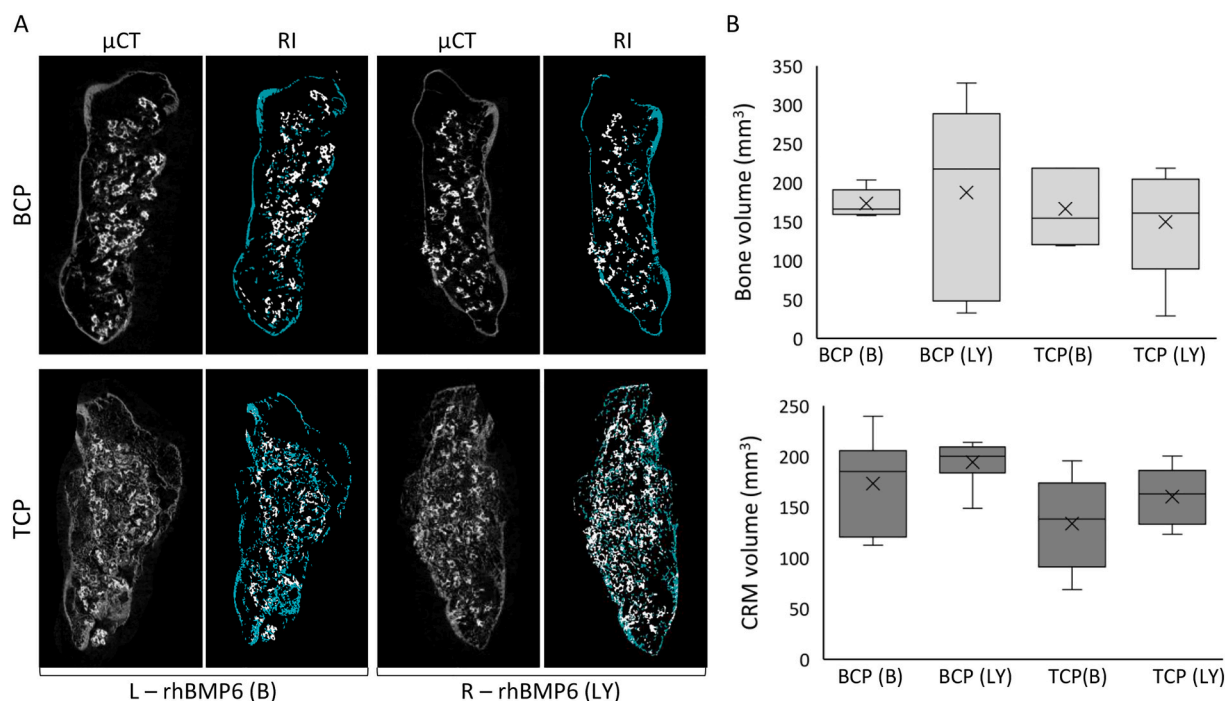 A
μCT RI μCT RI
BCP
TCP
L – rhBMP6 (B) R – rhBMP6 (LY)
B
Bone volume (mm³)
350
300
250
200
150
100
50
0
BCP (B) BCP (LY) TCP(B) TCP (LY)
CRM volume (mm³)
250
200
150
100
50
0
BCP (B) BCP (LY) TCP(B) TCP (LY)